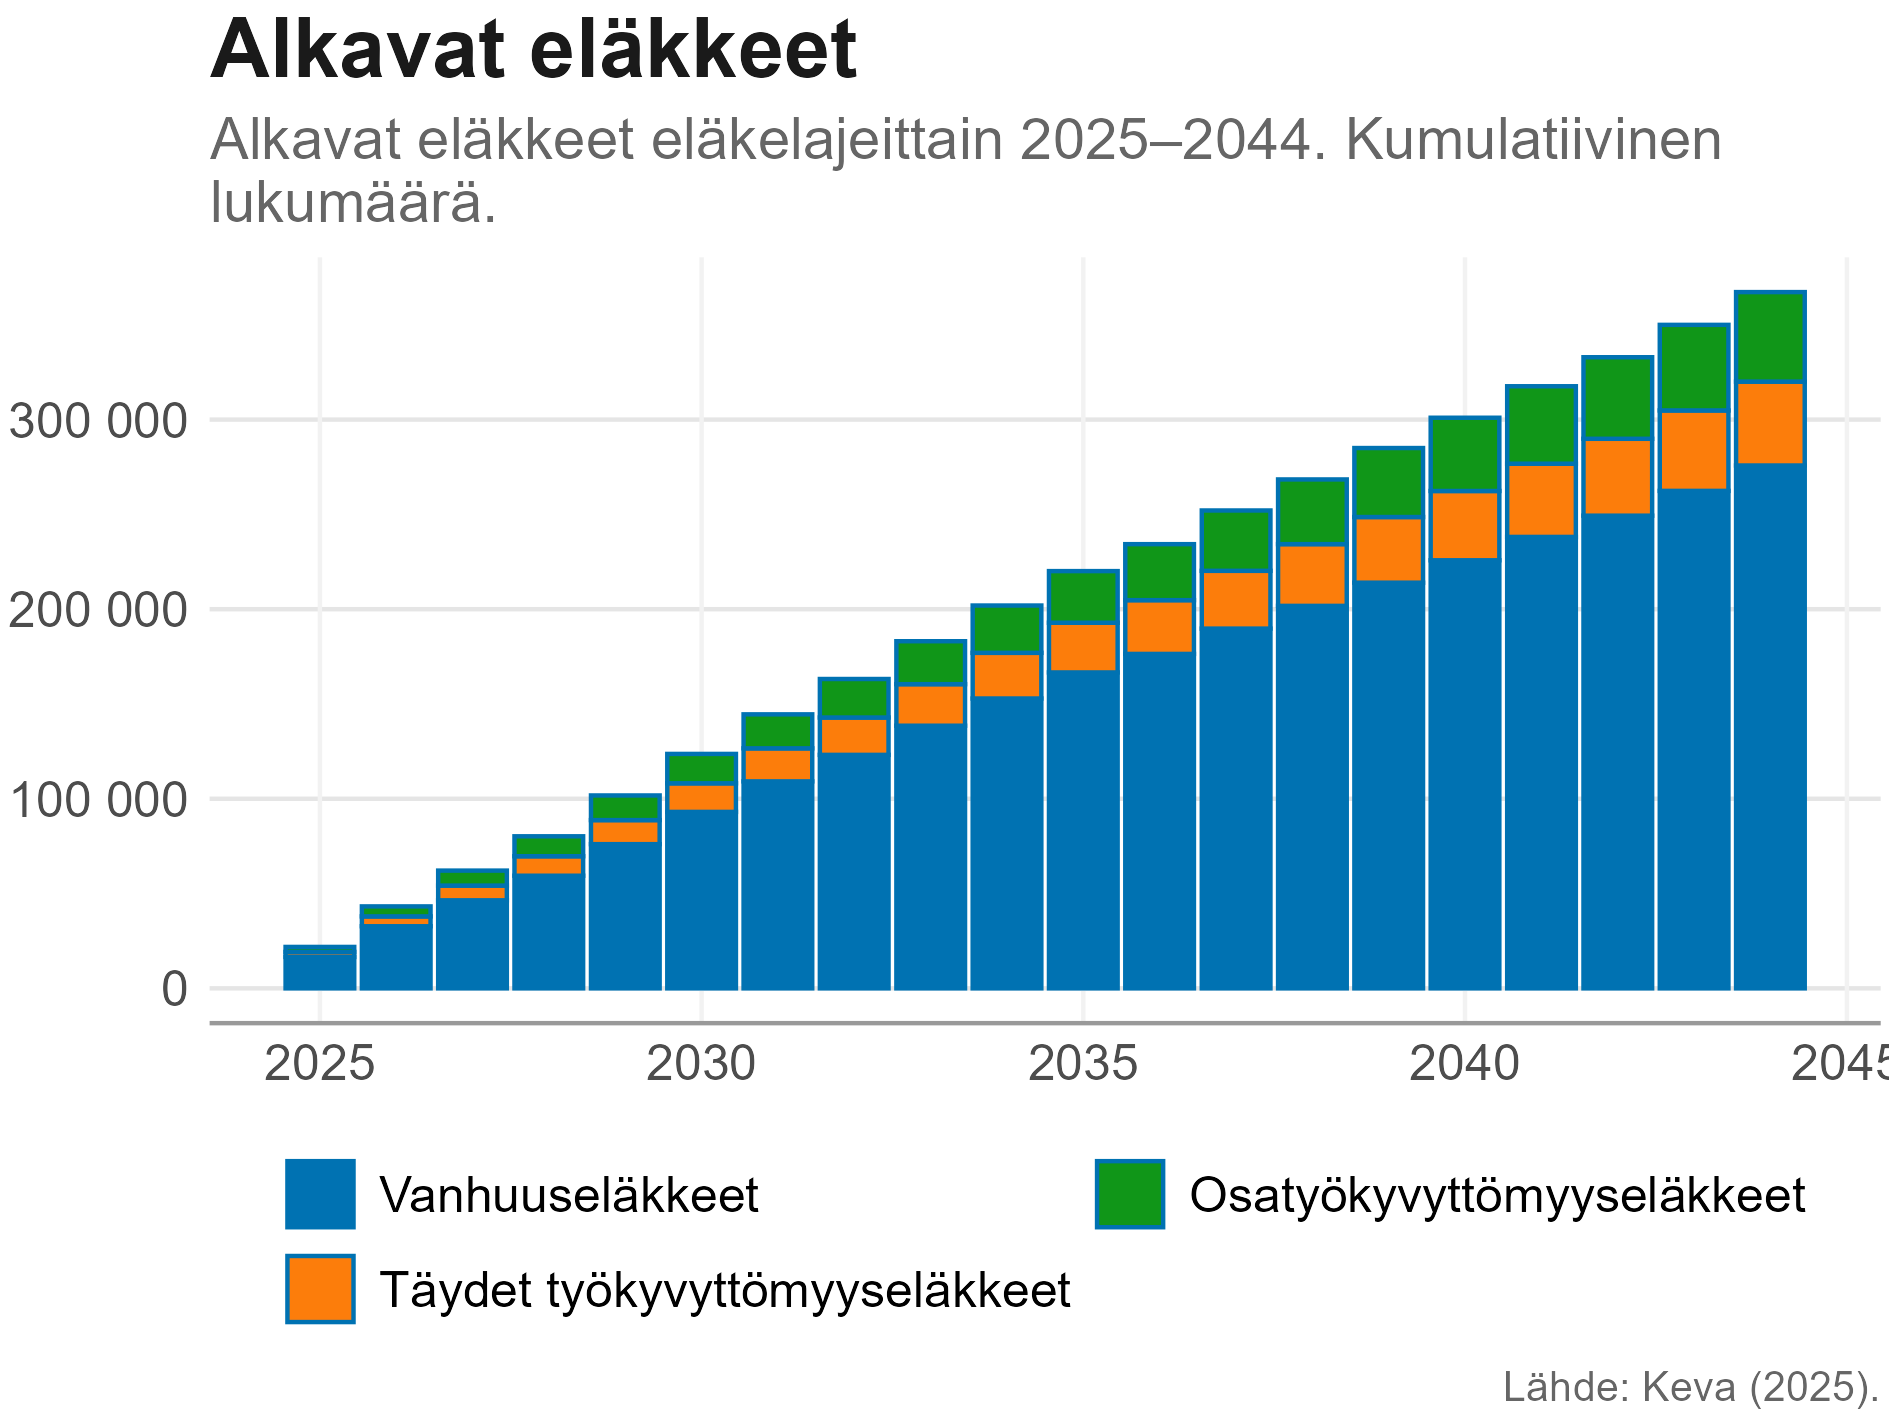 Alkavat eläkkeet
Alkavat eläkkeet eläkelajeittain 2025–2044. Kumulatiivinen
lukumäärä.
300 000
200 000
100 000
0
2025 2030 2035 2040 2045
Vanhuuseläkkeet
Osatyökyvyttömyyseläkkeet
Täydet työkyvyttömyyseläkkeet
Lähde: Keva (2025).